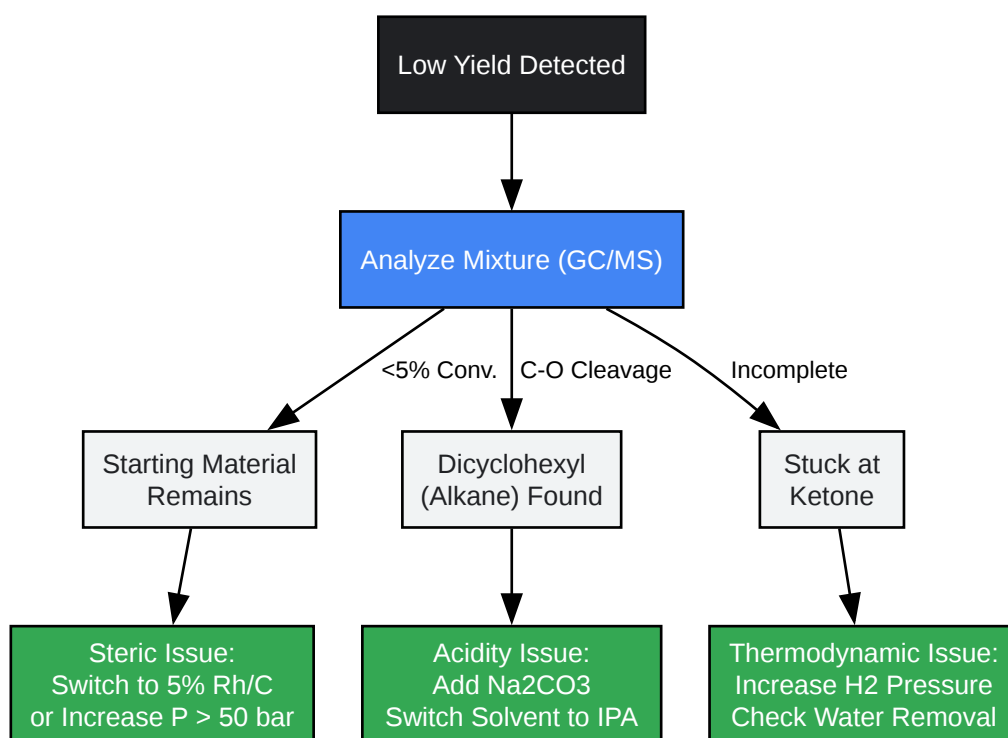 Low Yield Detected
Analyze Mixture (GC/MS)
<5% Conv.
C-O Cleavage
Incomplete
Starting Material
Remains
Dicyclohexyl
(Alkane) Found
Stuck at
Ketone
Steric Issue:
Switch to 5% Rh/C
or Increase P > 50 bar
Acidity Issue:
Add Na2CO3
Switch Solvent to IPA
Thermodynamic Issue:
Increase H2 Pressure
Check Water Removal